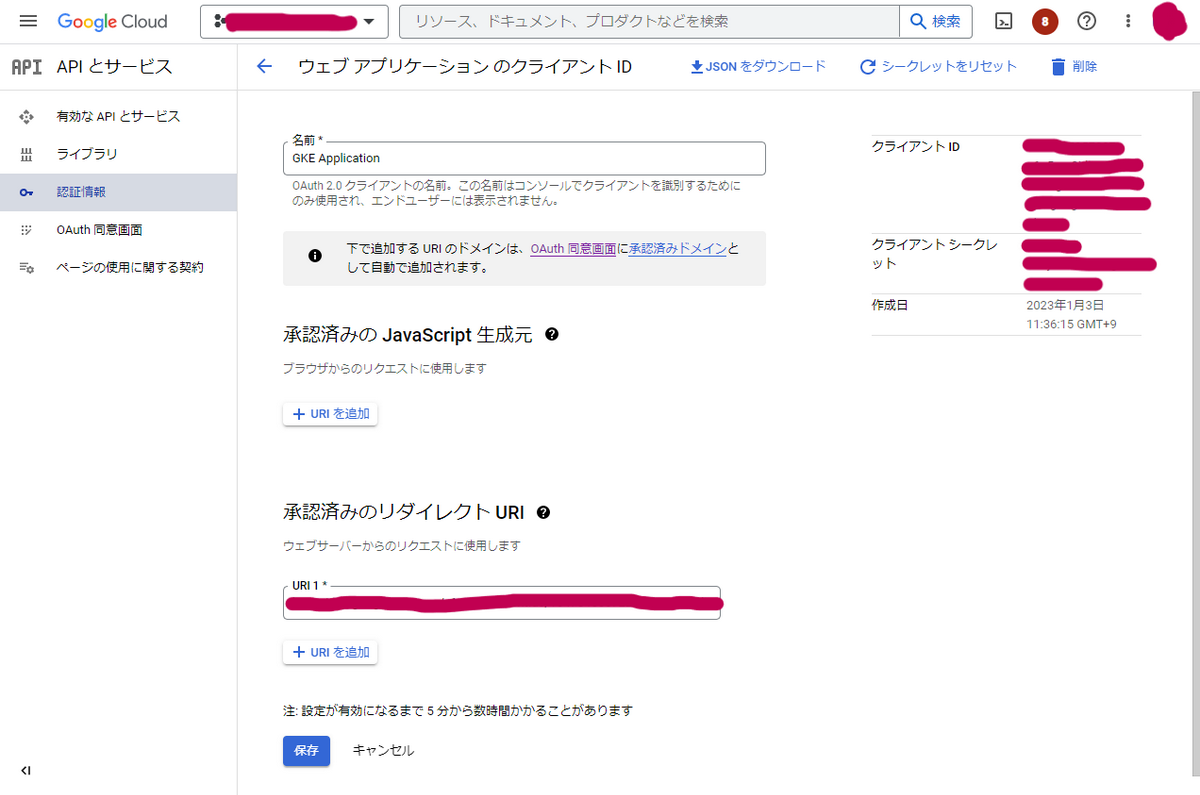 Google Cloud
リソース、ドキュメント、プロダクトなどを検索
検索
8
API API とサービス
ウェブ アプリケーション のクライアント ID
JSON をダウンロード
シークレットをリセット
削除
有効な API とサービス
ライブラリ
認証情報
OAuth 同意画面
ページの使用に関する契約
名前 *
GKE Application
OAuth 2.0 クライアントの名前。この名前はコンソールでクライアントを識別するために
のみ使用され、エンドユーザーには表示されません。
下で追加する URI のドメインは、OAuth 同意画面に承認済みドメインと
して自動で追加されます。
承認済みの JavaScript 生成元
ブラウザからのリクエストに使用します
URI を追加
承認済みのリダイレクト URI
ウェブサーバーからのリクエストに使用します
URI 1 *
URI を追加
注: 設定が有効になるまで 5 分から数時間かかることがあります
保存
キャンセル
クライアント ID
クライアント シークレ
ット
作成日
2023年1月3日
11:36:15 GMT+9